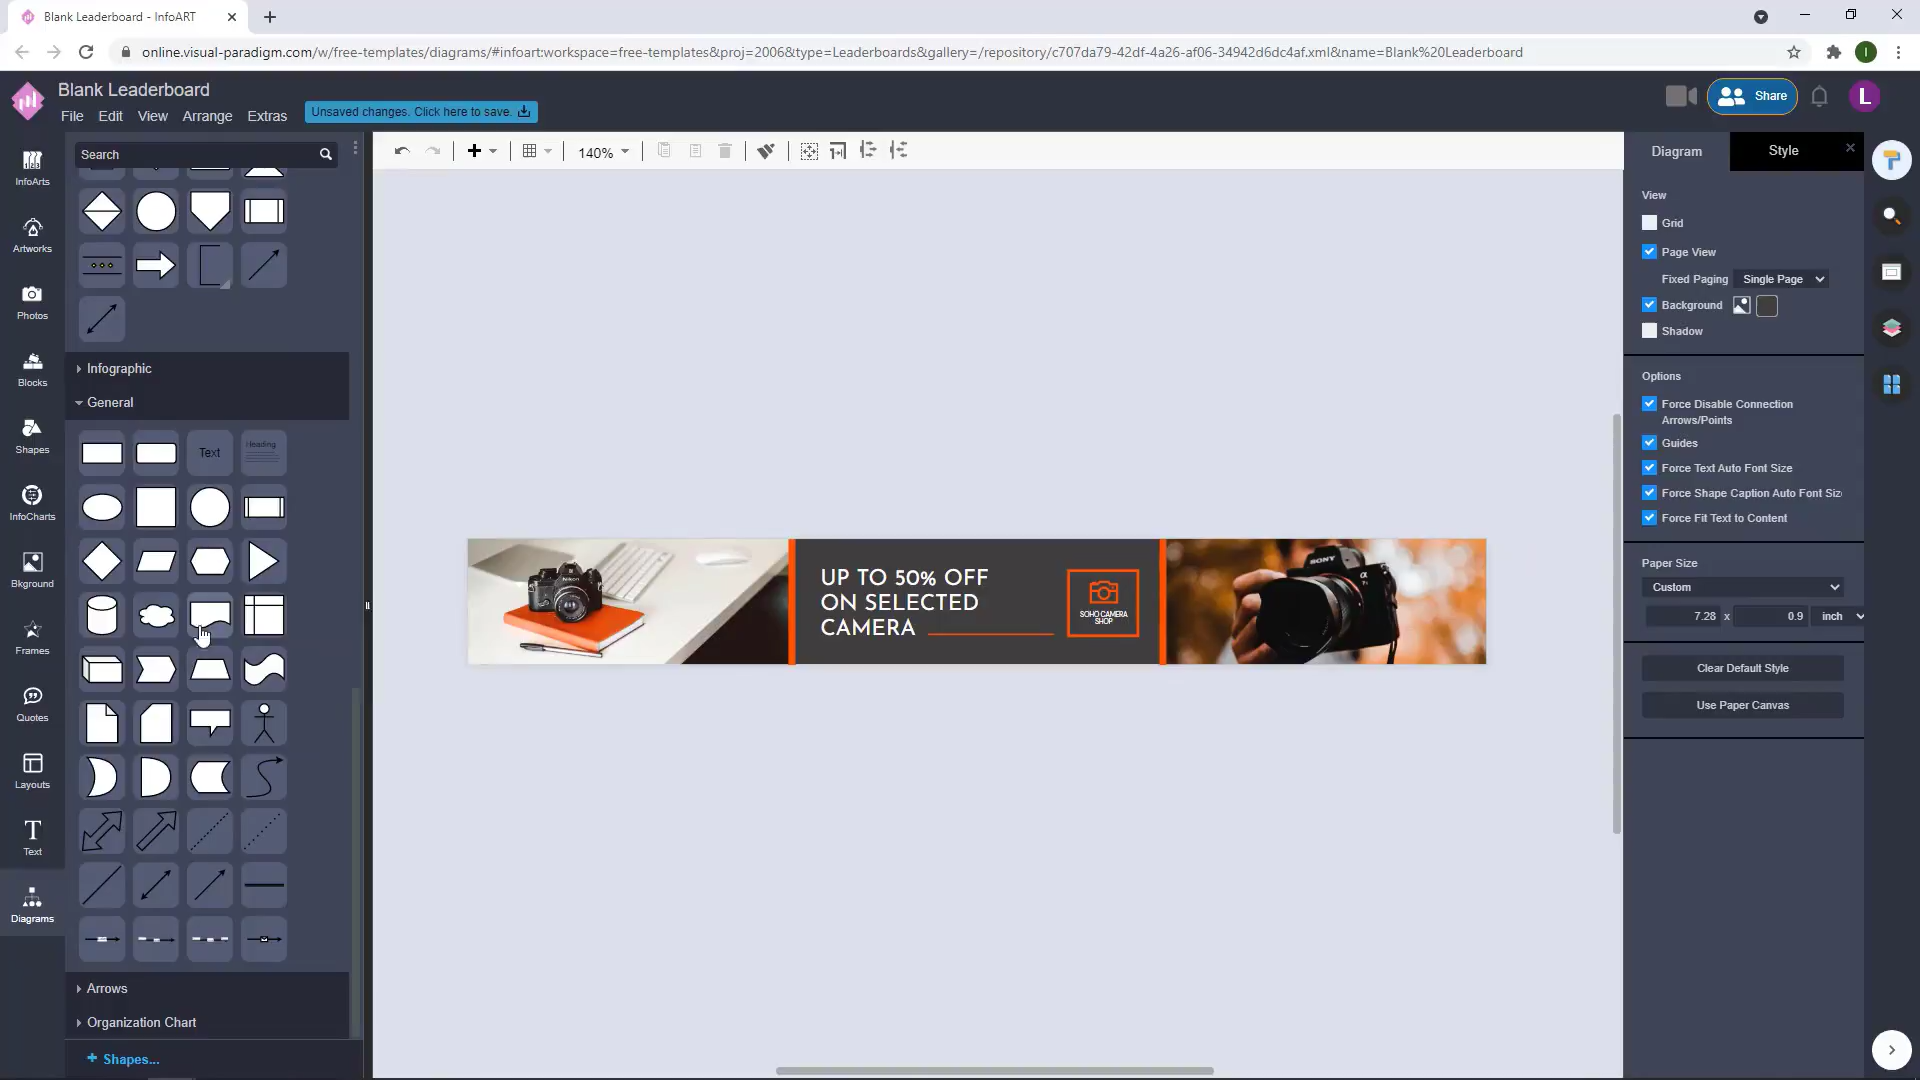 Blank Leaderboard - InfoART
online.visual-paradigm.com/w/free-templates/diagrams/#infoart:workspace=free-templates&proj=2006&type=Leaderboards&gallery=/repository/c707da79-42df-4a26-af06-34942d6dc4af.xml&name=Blank%20Leaderboard
I
Blank Leaderboard
File Edit View Arrange Extras
Unsaved changes. Click here to save.
Share
L
InfoArts
Artworks
Photos
Blocks
Shapes
InfoCharts
Bkground
Frames
Quotes
Layouts
Text
Diagrams
Search
Infographic
General
Text
Heading
Arrows
Organization Chart
+ Shapes...
140%
UP TO 50% OFF
ON SELECTED
CAMERA
SOHO CAMERA
SHOP
Nikon
SONY
Diagram
Style
View
Grid
Page View
Fixed Paging Single Page
Background
Shadow
Options
Force Disable Connection
Arrows/Points
Guides
Force Text Auto Font Size
Force Shape Caption Auto Font Siz
Force Fit Text to Content
Paper Size
Custom
7.28 x 0.9 inch
Clear Default Style
Use Paper Canvas